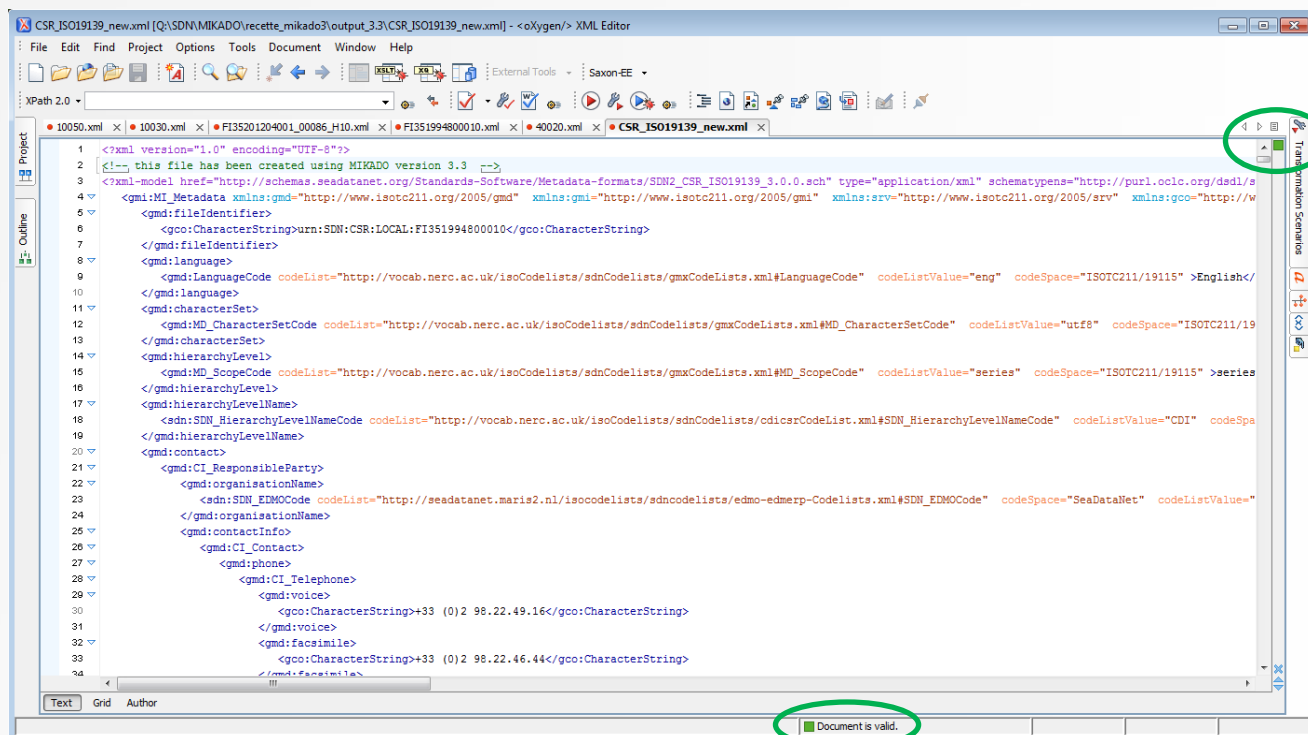 CSR_ISO19139_new.xml [Q:\SDN\MIKADO\recette_mikado3\output_3.3\CSR_ISO19139_new.xml] - <oXygen/> XML Editor
File Edit Find Project Options Tools Document Window Help
XSLT XQ External Tools Saxon-EE
XPath 2.0
10050.xml 10030.xml FI35201204001_00086_H10.xml FI351994800010.xml 40020.xml CSR_ISO19139_new.xml
Project
Outline
Transformation Scenarios
1 <?xml version="1.0" encoding="UTF-8"?>
2 <!-- this file has been created using MIKADO version 3.3 -->
3 <?xml-model href="http://schemas.seadatanet.org/Standards-Software/Metadata-formats/SDN2_CSR_ISO19139_3.0.0.sch" type="application/xml" schematypens="http://purl.oclc.org/dsdl/s
4 <gmi:MI_Metadata xmlns:gmd="http://www.isotc211.org/2005/gmd" xmlns:gmi="http://www.isotc211.org/2005/gmi" xmlns:srv="http://www.isotc211.org/2005/srv" xmlns:gco="http://w
5 <gmd:fileIdentifier>
6 <gco:CharacterString>urn:SDN:CSR:LOCAL:FI351994800010</gco:CharacterString>
7 </gmd:fileIdentifier>
8 <gmd:language>
9 <gmd:LanguageCode codeList="http://vocab.nerc.ac.uk/isoCodelists/sdnCodelists/gmxCodeLists.xml#LanguageCode" codeListValue="eng" codeSpace="ISOTC211/19115" >English</
10 </gmd:language>
11 <gmd:characterSet>
12 <gmd:MD_CharacterSetCode codeList="http://vocab.nerc.ac.uk/isoCodelists/sdnCodelists/gmxCodeLists.xml#MD_CharacterSetCode" codeListValue="utf8" codeSpace="ISOTC211/19
13 </gmd:characterSet>
14 <gmd:hierarchyLevel>
15 <gmd:MD_ScopeCode codeList="http://vocab.nerc.ac.uk/isoCodelists/sdnCodelists/gmxCodeLists.xml#MD_ScopeCode" codeListValue="series" codeSpace="ISOTC211/19115" >series
16 </gmd:hierarchyLevel>
17 <gmd:hierarchyLevelName>
18 <sdn:SDN_HierarchyLevelNameCode codeList="http://vocab.nerc.ac.uk/isoCodelists/sdnCodelists/cdicsrCodeList.xml#SDN_HierarchyLevelNameCode" codeListValue="CDI" codeSpa
19 </gmd:hierarchyLevelName>
20 <gmd:contact>
21 <gmd:CI_ResponsibleParty>
22 <gmd:organisationName>
23 <sdn:SDN_EDMOCode codeList="http://seadatanet.maris2.nl/isocodelists/sdncodelists/edmo-edmerp-Codelists.xml#SDN_EDMOCode" codeSpace="SeaDataNet" codeListValue="
24 </gmd:organisationName>
25 <gmd:contactInfo>
26 <gmd:CI_Contact>
27 <gmd:phone>
28 <gmd:CI_Telephone>
29 <gmd:voice>
30 <gco:CharacterString>+33 (0)2 98.22.49.16</gco:CharacterString>
31 </gmd:voice>
32 <gmd:facsimile>
33 <gco:CharacterString>+33 (0)2 98.22.46.44</gco:CharacterString>
34 </gmd:facsimile>
Text Grid Author
Document is valid.